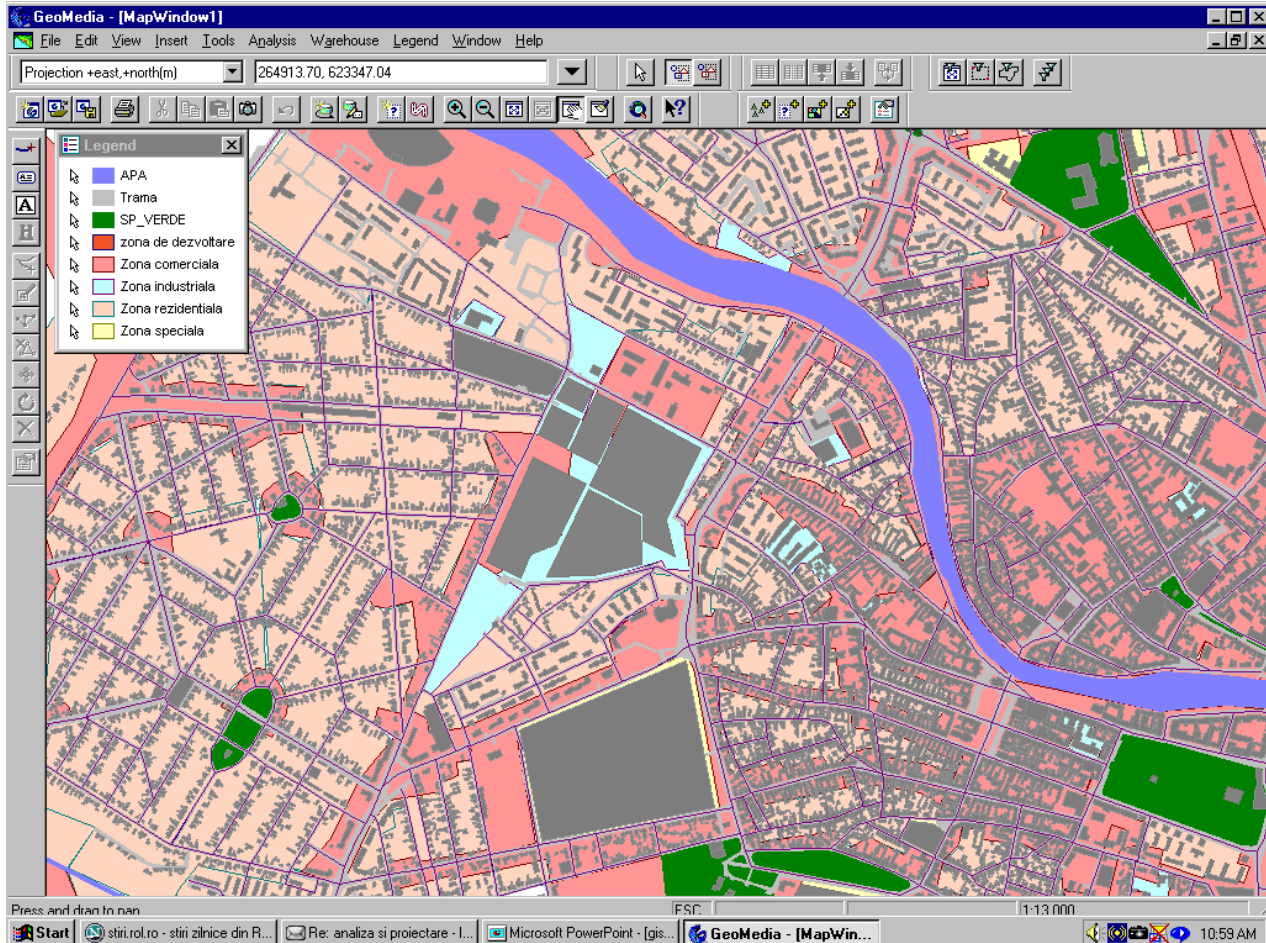 GeoMedia - [MapWindow1]
File Edit View Insert Tools Analysis Warehouse Legend Window Help
Projection +east,+north(m) 264913.70, 623347.04
Legend
APA
Trama
SP_VERDE
zona de dezvoltare
Zona comerciala
Zona industriala
Zona rezidentiala
Zona speciala
A
H
Press and drag to pan ESC 1:13 000
Start stiri.rol.ro - stiri zilnice din R... Re: analiza si proiectare - I... Microsoft PowerPoint - [gis... GeoMedia - [MapWin... 10:59 AM